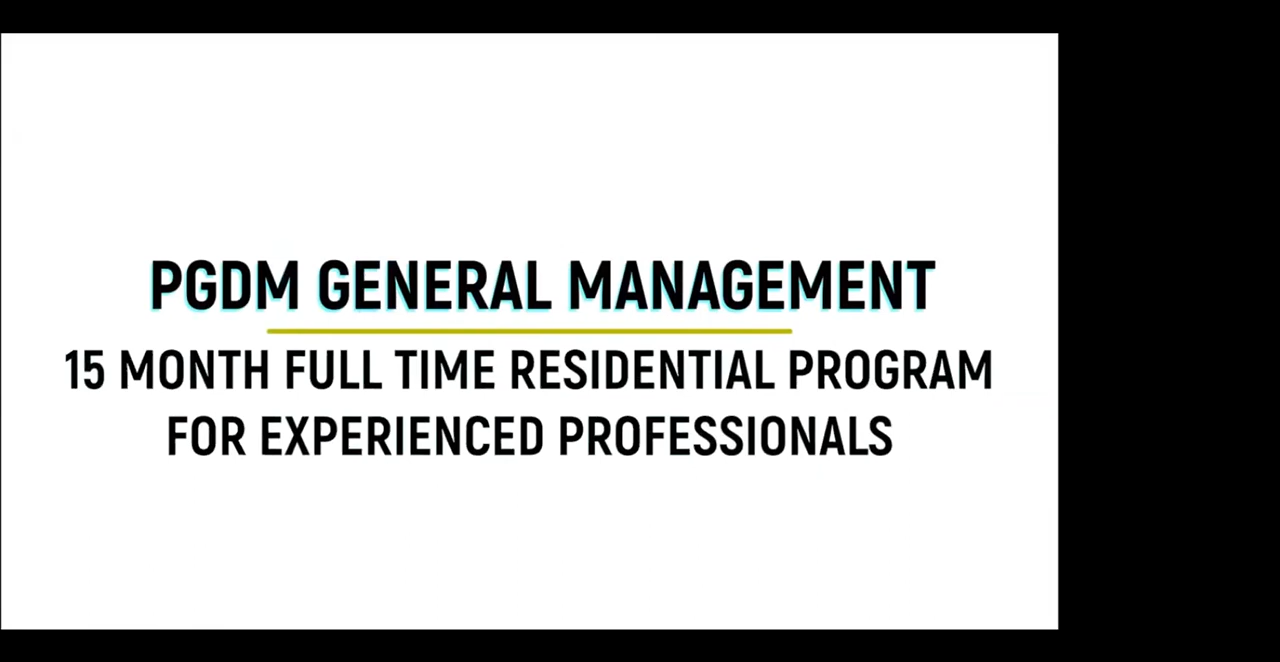 PGDM GENERAL MANAGEMENT
15 MONTH FULL TIME RESIDENTIAL PROGRAM
FOR EXPERIENCED PROFESSIONALS